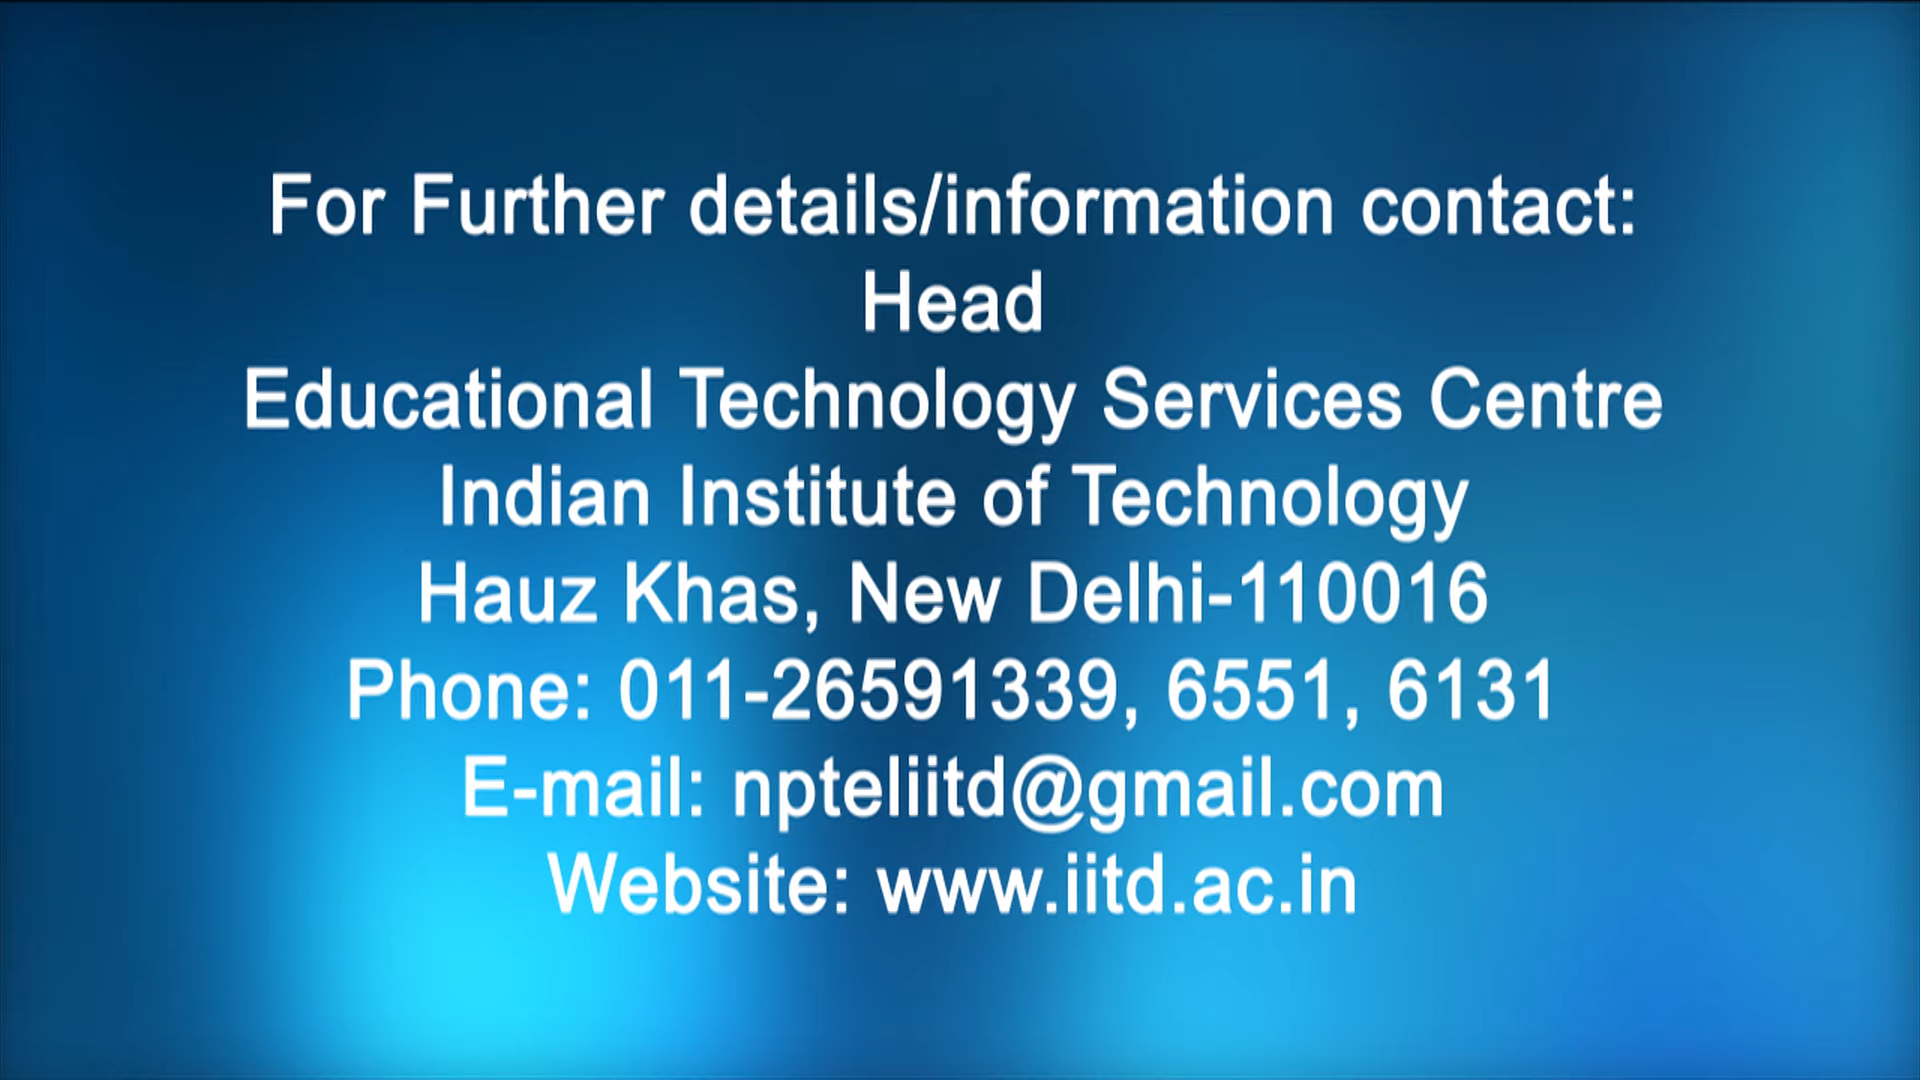 For Further details/information contact:
Head
Educational Technology Services Centre
Indian Institute of Technology
Hauz Khas, New Delhi-110016
Phone: 011-26591339, 6551, 6131
E-mail: npteliitd@gmail.com
Website: www.iitd.ac.in